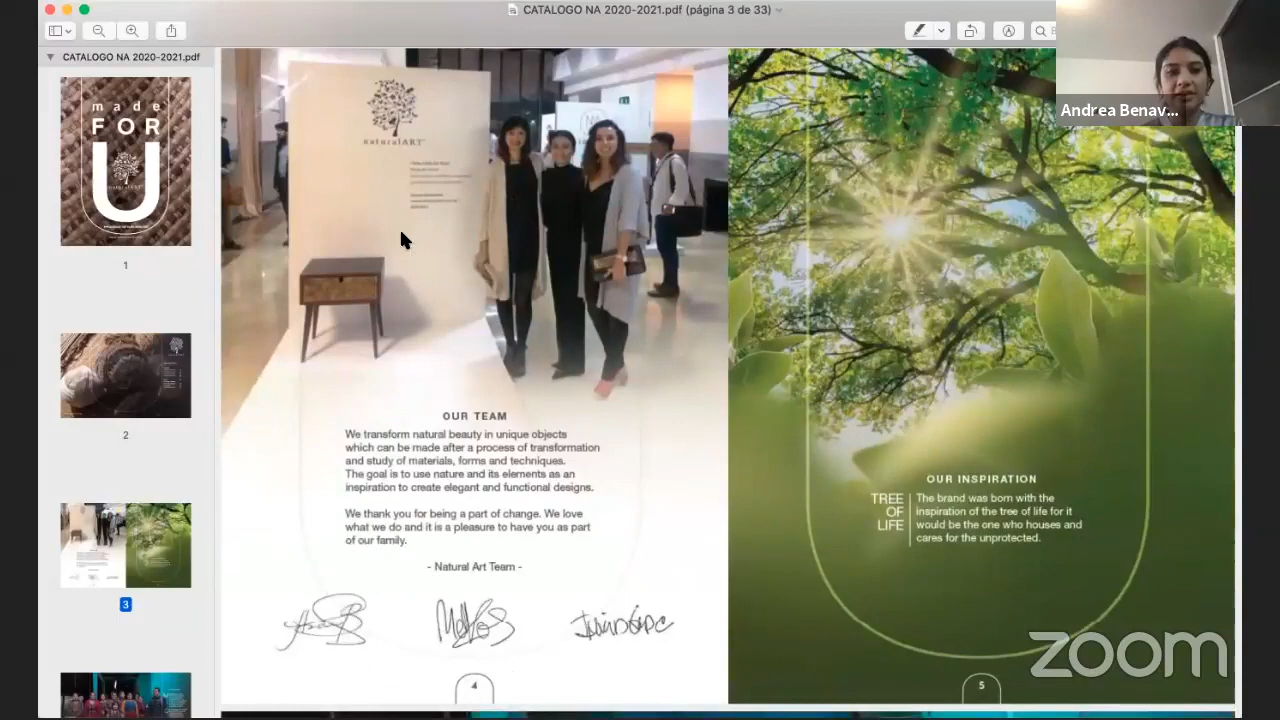 CATALOGO NA 2020-2021.pdf (página 3 de 33)
CATALOGO NA 2020-2021.pdf
Andrea Benav...
made
FOR
U
1
2
3
naturalART
OUR TEAM
We transform natural beauty in unique objects
which can be made after a process of transformation
and study of materials, forms and techniques.
The goal is to use nature and its elements as an
inspiration to create elegant and functional designs.
We thank you for being a part of change. We love
what we do and it is a pleasure to have you as part
of our family.
- Natural Art Team -
4
OUR INSPIRATION
TREE
OF
LIFE
The brand was born with the
inspiration of the tree of life for it
would be the one who houses and
cares for the unprotected.
5
zoom